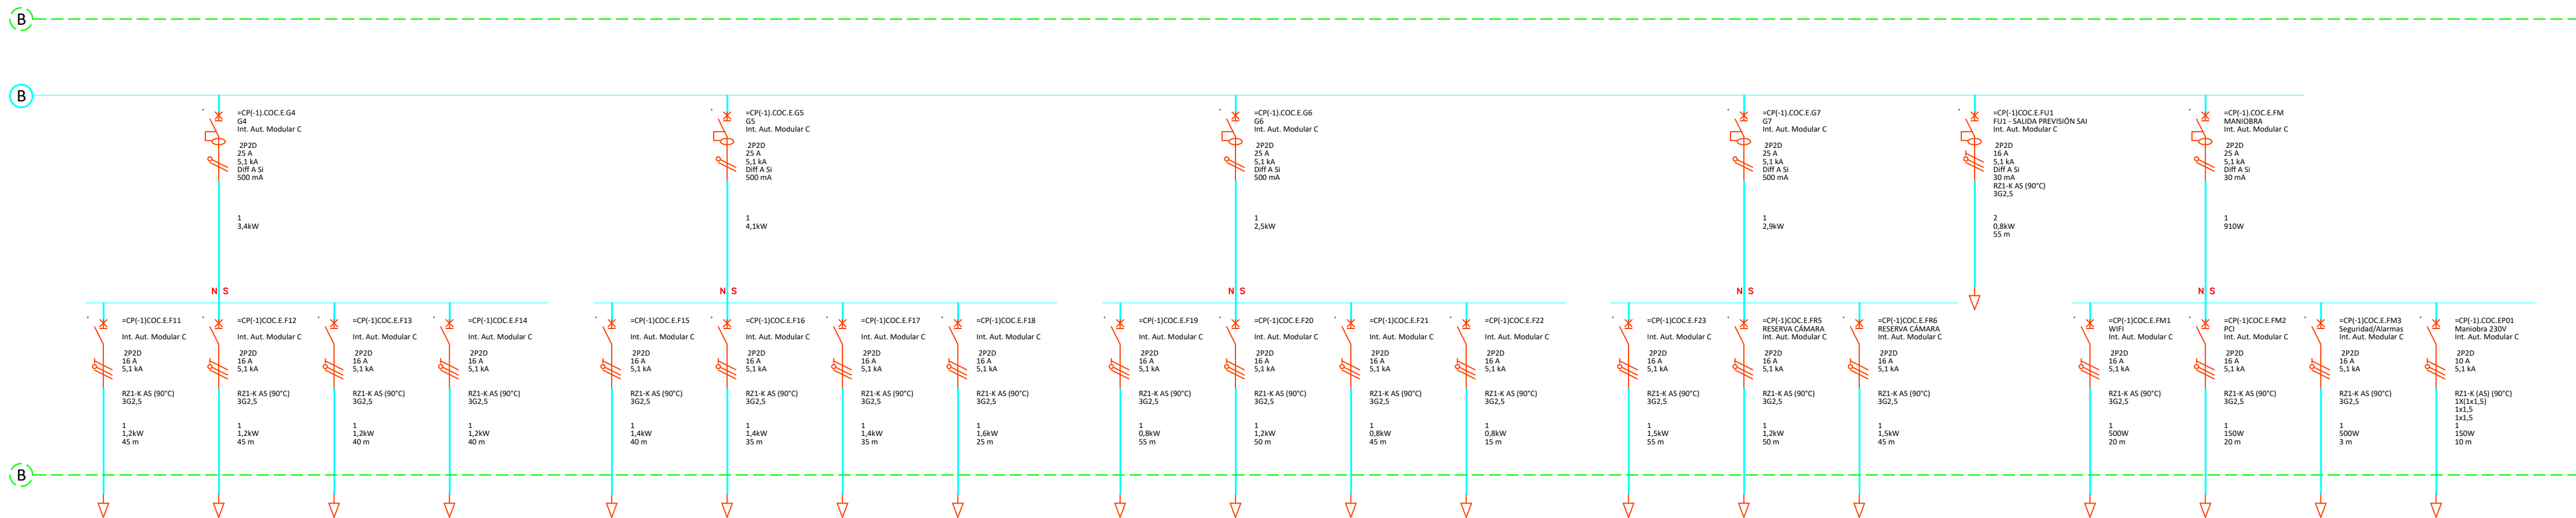 B
B
=CP(-1).COC.E.G4
G4
Int. Aut. Modular C
2P2D
25 A
5,1 kA
Diff A Si
500 mA
1
3,4kW
N S
=CP(-1).COC.E.G5
G5
Int. Aut. Modular C
2P2D
25 A
5,1 kA
Diff A Si
500 mA
1
4,1kW
N S
=CP(-1).COC.E.G6
G6
Int. Aut. Modular C
2P2D
25 A
5,1 kA
Diff A Si
500 mA
1
2,5kW
N S
=CP(-1).COC.E.G7
G7
Int. Aut. Modular C
2P2D
25 A
5,1 kA
Diff A Si
500 mA
1
2,9kW
N S
=CP(-1)COC.E.FU1
FU1 - SALIDA PREVISIÓN SAI
Int. Aut. Modular C
2P2D
16 A
5,1 kA
Diff A Si
30 mA
RZ1-K AS (90°C)
3G2,5
2
0,8kW
55 m
=CP(-1).COC.E.FM
MANIOBRA
Int. Aut. Modular C
2P2D
25 A
5,1 kA
Diff A Si
30 mA
1
910W
N S
=CP(-1)COC.E.F11
Int. Aut. Modular C
2P2D
16 A
5,1 kA
RZ1-K AS (90°C)
3G2,5
1
1,2kW
45 m
=CP(-1)COC.E.F12
Int. Aut. Modular C
2P2D
16 A
5,1 kA
RZ1-K AS (90°C)
3G2,5
1
1,2kW
45 m
=CP(-1)COC.E.F13
Int. Aut. Modular C
2P2D
16 A
5,1 kA
RZ1-K AS (90°C)
3G2,5
1
1,2kW
40 m
=CP(-1)COC.E.F14
Int. Aut. Modular C
2P2D
16 A
5,1 kA
RZ1-K AS (90°C)
3G2,5
1
1,2kW
40 m
=CP(-1)COC.E.F15
Int. Aut. Modular C
2P2D
16 A
5,1 kA
RZ1-K AS (90°C)
3G2,5
1
1,4kW
40 m
=CP(-1)COC.E.F16
Int. Aut. Modular C
2P2D
16 A
5,1 kA
RZ1-K AS (90°C)
3G2,5
1
1,4kW
35 m
=CP(-1)COC.E.F17
Int. Aut. Modular C
2P2D
16 A
5,1 kA
RZ1-K AS (90°C)
3G2,5
1
1,4kW
35 m
=CP(-1)COC.E.F18
Int. Aut. Modular C
2P2D
16 A
5,1 kA
RZ1-K AS (90°C)
3G2,5
1
1,6kW
25 m
=CP(-1)COC.E.F19
Int. Aut. Modular C
2P2D
16 A
5,1 kA
RZ1-K AS (90°C)
3G2,5
1
0,8kW
55 m
=CP(-1)COC.E.F20
Int. Aut. Modular C
2P2D
16 A
5,1 kA
RZ1-K AS (90°C)
3G2,5
1
1,2kW
50 m
=CP(-1)COC.E.F21
Int. Aut. Modular C
2P2D
16 A
5,1 kA
RZ1-K AS (90°C)
3G2,5
1
0,8kW
45 m
=CP(-1)COC.E.F22
Int. Aut. Modular C
2P2D
16 A
5,1 kA
RZ1-K AS (90°C)
3G2,5
1
0,8kW
15 m
=CP(-1)COC.E.F23
Int. Aut. Modular C
2P2D
16 A
5,1 kA
RZ1-K AS (90°C)
3G2,5
1
1,5kW
55 m
=CP(-1)COC.E.FR5
RESERVA CÁMARA
Int. Aut. Modular C
2P2D
16 A
5,1 kA
RZ1-K AS (90°C)
3G2,5
1
1,2kW
50 m
=CP(-1)COC.E.FR6
RESERVA CÁMARA
Int. Aut. Modular C
2P2D
16 A
5,1 kA
RZ1-K AS (90°C)
3G2,5
1
1,5kW
45 m
=CP(-1)COC.E.FM1
WIFI
Int. Aut. Modular C
2P2D
16 A
5,1 kA
RZ1-K AS (90°C)
3G2,5
1
500W
20 m
=CP(-1)COC.E.FM2
PCI
Int. Aut. Modular C
2P2D
16 A
5,1 kA
RZ1-K AS (90°C)
3G2,5
1
150W
20 m
=CP(-1)COC.E.FM3
Seguridad/Alarmas
Int. Aut. Modular C
2P2D
16 A
5,1 kA
RZ1-K AS (90°C)
3G2,5
1
500W
3 m
=CP(-1).COC.EP01
Maniobra 230V
Int. Aut. Modular C
2P2D
10 A
5,1 kA
RZ1-K (AS) (90°C)
1X(1x1,5)
1x1,5
1x1,5
1
150W
10 m
B